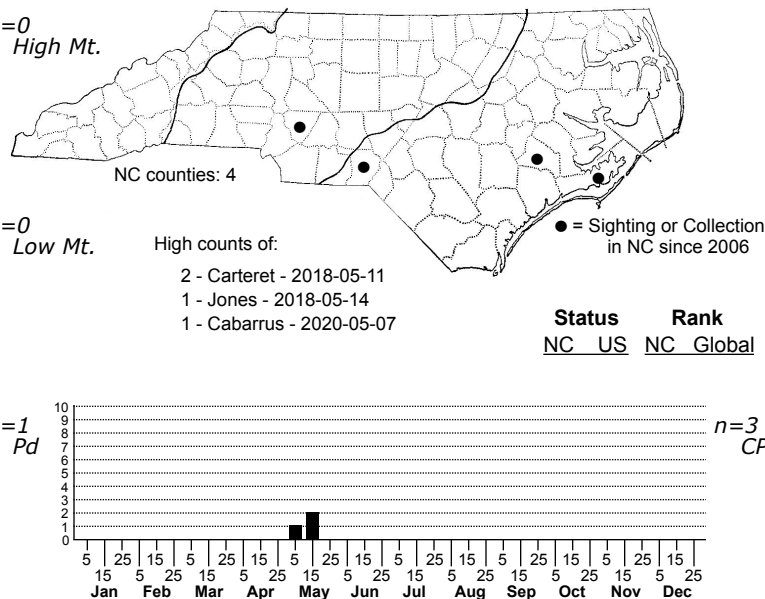 =0
High Mt.
NC counties: 4
=0
Low Mt.
High counts of:
2 - Carteret - 2018-05-11
1 - Jones - 2018-05-14
1 - Cabarrus - 2020-05-07
● = Sighting or Collection
in NC since 2006
Status Rank
NC US NC Global
=1
Pd
n=3
CP
10
9
8
7
6
5
4
3
2
1
0
5 25 15 5 25 15 5 25 15 5 25 15 5 25 15 5 25 15
15 5 25 15 5 25 15 5 25 15 5 25 15 5 25 15 5 25
Jan Feb Mar Apr May Jun Jul Aug Sep Oct Nov Dec